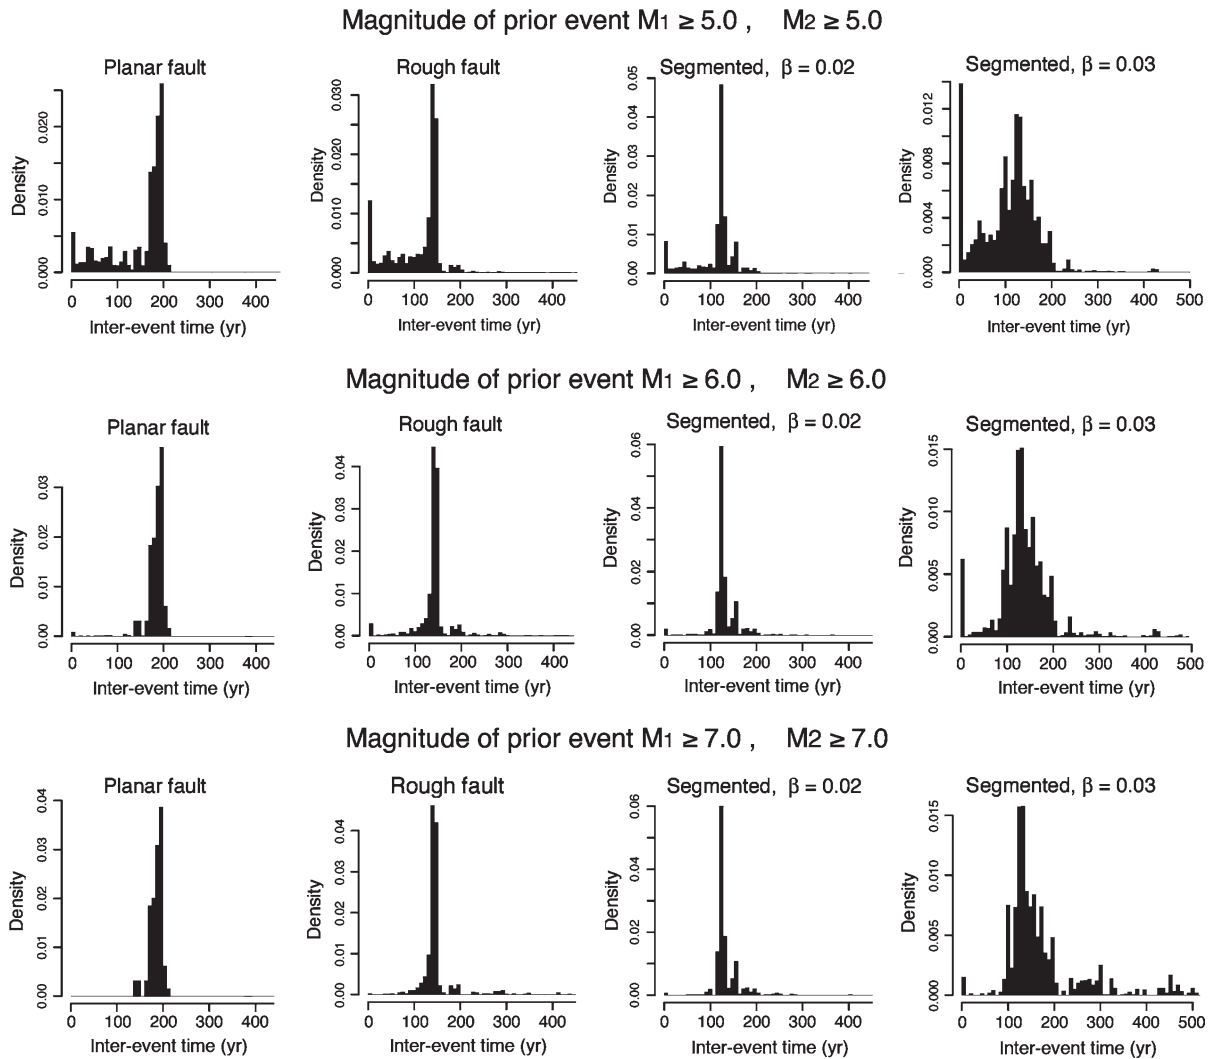 Magnitude of prior event M1 ≥ 5.0 , M2 ≥ 5.0
Planar fault
Density
0.000 0.010 0.020
0 100 200 300 400
Inter-event time (yr)
Rough fault
Density
0.000 0.010 0.020 0.030
0 100 200 300 400
Inter-event time (yr)
Segmented, β = 0.02
Density
0.00 0.01 0.02 0.03 0.04 0.05
0 100 200 300 400
Inter-event time (yr)
Segmented, β = 0.03
Density
0.000 0.004 0.008 0.012
0 100 200 300 400 500
Inter-event time (yr)
Magnitude of prior event M1 ≥ 6.0 , M2 ≥ 6.0
Planar fault
Density
0.00 0.01 0.02 0.03
0 100 200 300 400
Inter-event time (yr)
Rough fault
Density
0.00 0.01 0.02 0.03 0.04
0 100 200 300 400
Inter-event time (yr)
Segmented, β = 0.02
Density
0.00 0.02 0.04 0.06
0 100 200 300 400
Inter-event time (yr)
Segmented, β = 0.03
Density
0.000 0.005 0.010 0.015
0 100 200 300 400 500
Inter-event time (yr)
Magnitude of prior event M1 ≥ 7.0 , M2 ≥ 7.0
Planar fault
Density
0.00 0.01 0.02 0.03 0.04
0 100 200 300 400
Inter-event time (yr)
Rough fault
Density
0.00 0.01 0.02 0.03 0.04
0 100 200 300 400
Inter-event time (yr)
Segmented, β = 0.02
Density
0.00 0.02 0.04 0.06
0 100 200 300 400
Inter-event time (yr)
Segmented, β = 0.03
Density
0.000 0.005 0.010 0.015
0 100 200 300 400 500
Inter-event time (yr)